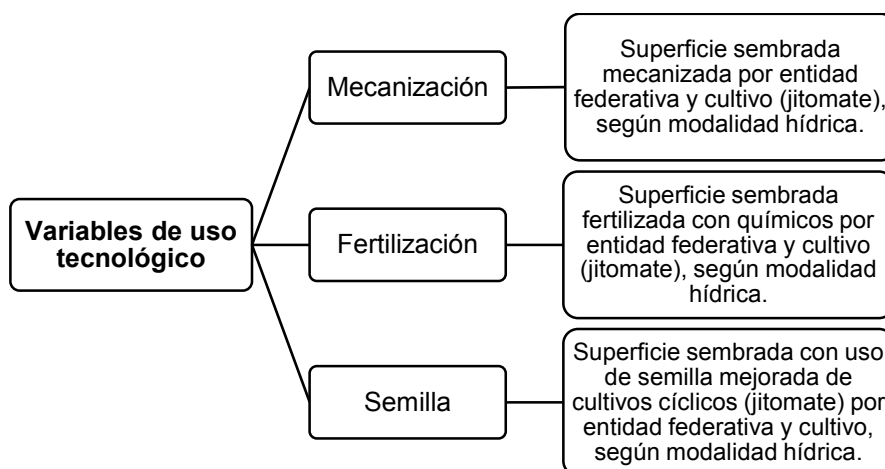 Variables de uso
tecnológico
Mecanización
Superficie sembrada
mecanizada por entidad
federativa y cultivo (jitomate),
según modalidad hídrica.
Fertilización
Superficie sembrada
fertilizada con químicos por
entidad federativa y cultivo
(jitomate), según modalidad
hídrica.
Semilla
Superficie sembrada con uso
de semilla mejorada de
cultivos cíclicos (jitomate) por
entidad federativa y cultivo,
según modalidad hídrica.